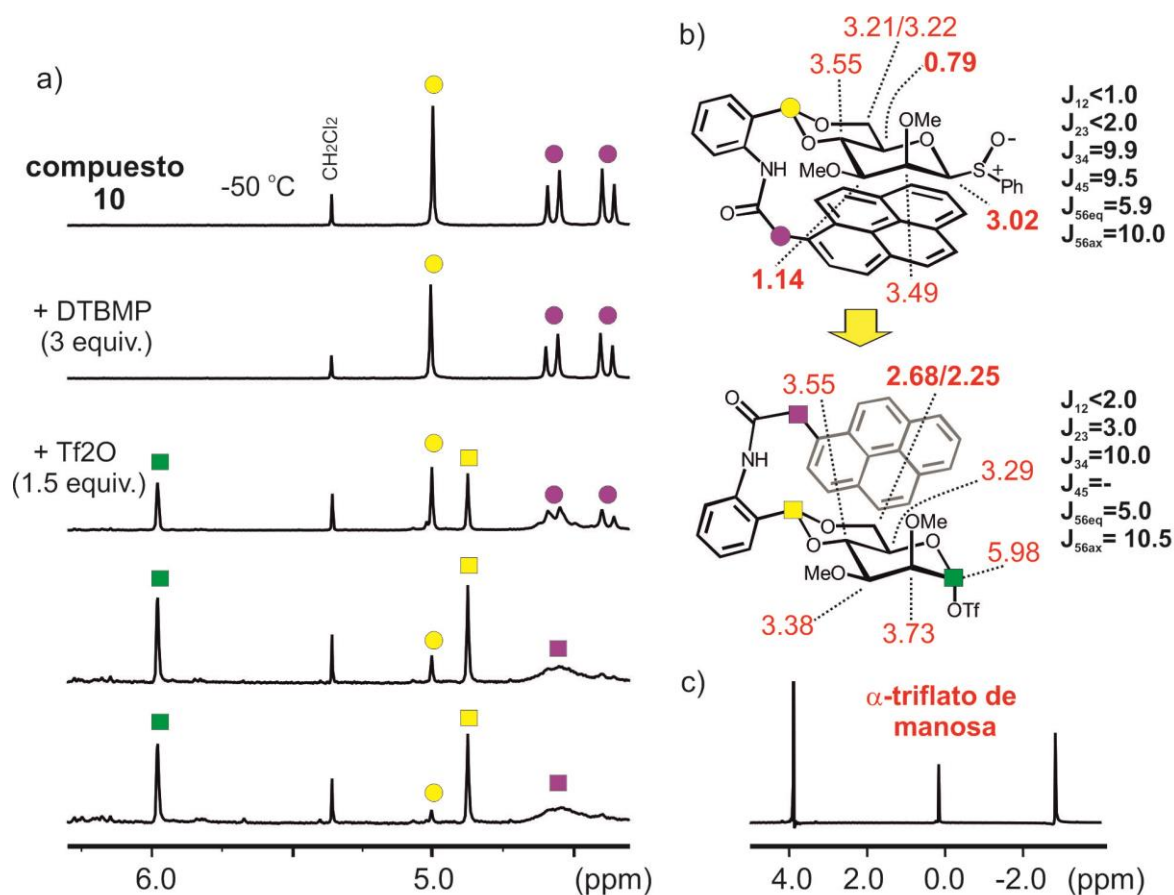 a)
compuesto
10
-50 °C
CH2Cl2
+ DTBMP
(3 equiv.)
+ Tf2O
(1.5 equiv.)
6.0
5.0
(ppm)
b)
3.21/3.22
3.55
0.79
O
O
OMe
MeO
O
O-
S
+
Ph
NH
O
3.02
1.14
3.49
J12<1.0
J23<2.0
J34=9.9
J45=9.5
J56eq=5.9
J56ax=10.0
3.55
2.68/2.25
O
NH
3.29
O
O
OMe
O
MeO
5.98
OTf
3.38
3.73
J12<2.0
J23=3.0
J34=10.0
J45=-
J56eq=5.0
J56ax= 10.5
c)
α-triflato de
manosa
4.0
2.0
0.0
-2.0
(ppm)